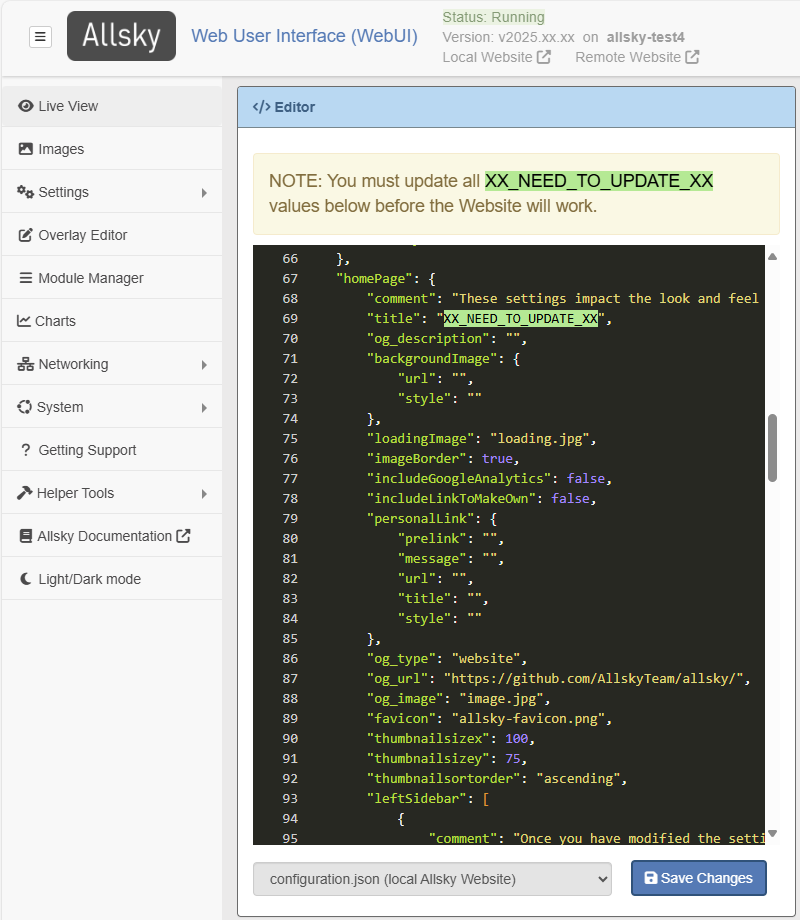 Allsky
Web User Interface (WebUI)
Status: Running
Version: v2025.xx.xx on allsky-test4
Local Website Remote Website
Live View
Images
Settings
Overlay Editor
Module Manager
Charts
Networking
System
? Getting Support
Helper Tools
Allsky Documentation
Light/Dark mode
</> Editor
NOTE: You must update all XX_NEED_TO_UPDATE_XX
values below before the Website will work.
66 },
67 "homePage": {
68 "comment": "These settings impact the look and feel
69 "title": "XX_NEED_TO_UPDATE_XX",
70 "og_description": "",
71 "backgroundImage": {
72 "url": "",
73 "style": ""
74 },
75 "loadingImage": "loading.jpg",
76 "imageBorder": true,
77 "includeGoogleAnalytics": false,
78 "includeLinkToMakeOwn": false,
79 "personalLink": {
80 "prelink": "",
81 "message": "",
82 "url": "",
83 "title": "",
84 "style": ""
85 },
86 "og_type": "website",
87 "og_url": "https://github.com/AllskyTeam/allsky/",
88 "og_image": "image.jpg",
89 "favicon": "allsky-favicon.png",
90 "thumbnailsizex": 100,
91 "thumbnailsizey": 75,
92 "thumbnailsortorder": "ascending",
93 "leftSidebar": [
94 {
95 "comment": "Once you have modified the setti
configuration.json (local Allsky Website)
Save Changes